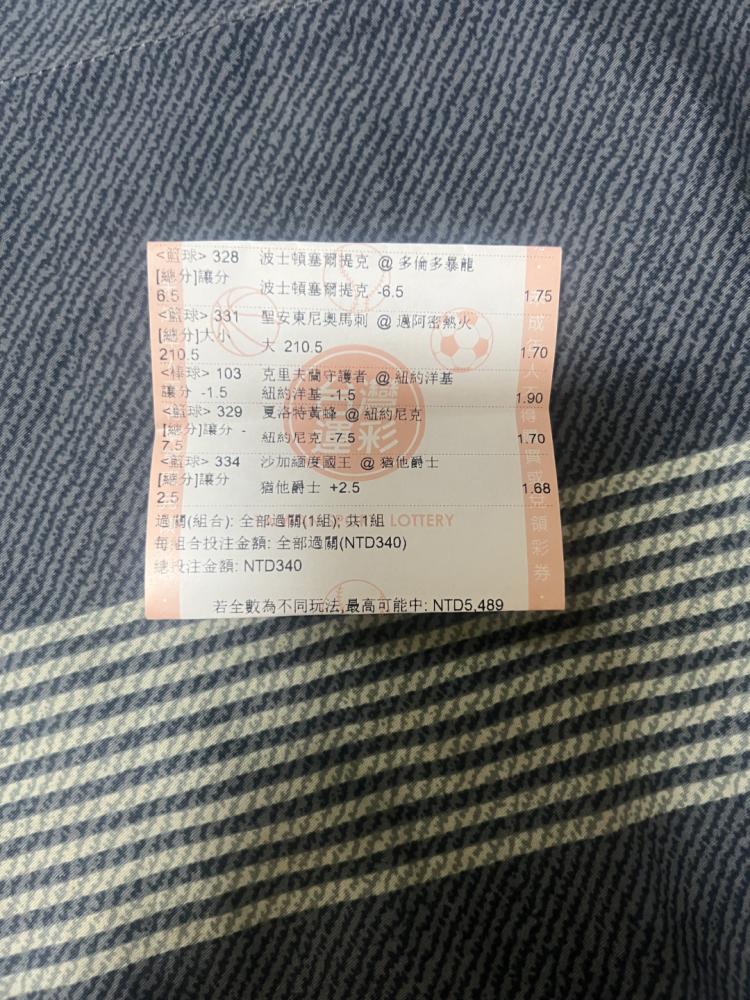 <籃球> 328 波士頓塞爾提克 @ 多倫多暴龍
[總分]讓分
6.5 波士頓塞爾提克 -6.5 1.75
<籃球> 331 聖安東尼奧馬刺 @ 邁阿密熱火
[總分]大小
210.5 大 210.5 1.70
<棒球> 103 克里夫蘭守護者 @ 紐約洋基
讓分 -1.5 紐約洋基 -1.5 1.90
<籃球> 329 夏洛特黃蜂 @ 紐約尼克
[總分]讓分 -
7.5 紐約尼克 -7.5 1.70
<籃球> 334 沙加緬度國王 @ 猶他爵士
[總分]讓分
2.5 猶他爵士 +2.5 1.68
過關(組合): 全部過關(1組); 共1組
LOTTERY
每組合投注金額: 全部過關(NTD340)
總投注金額: NTD340
若全數為不同玩法,最高可能中: NTD5,489
台灣
運彩
領彩券